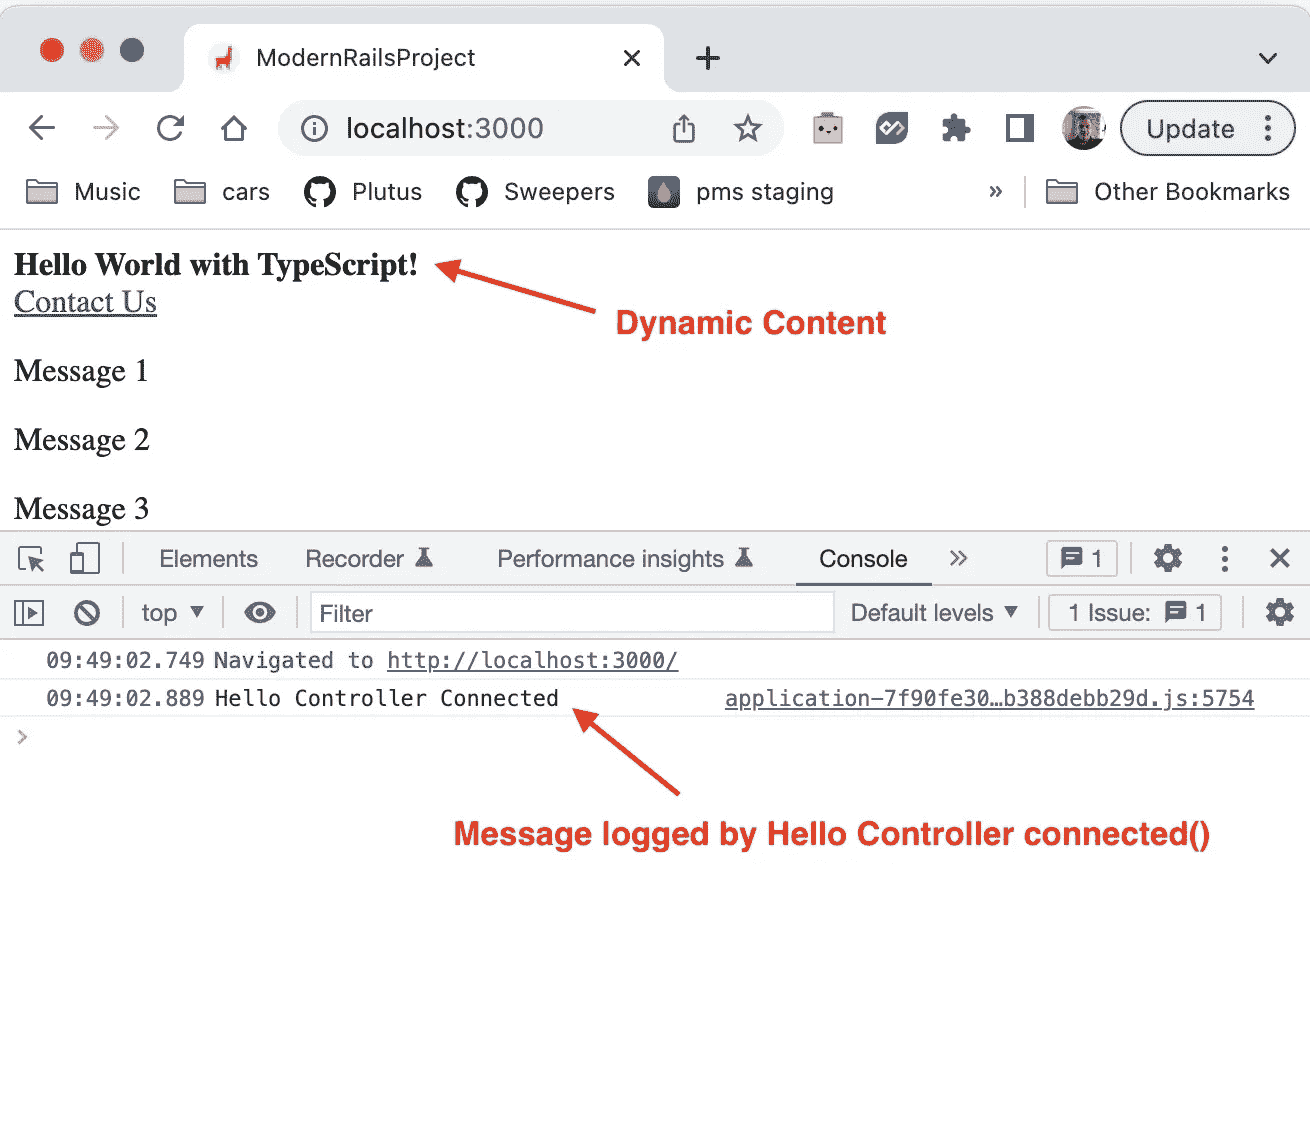 ModernRailsProject
localhost:3000
Update
Music cars Plutus Sweepers pms staging » Other Bookmarks
Hello World with TypeScript!
Contact Us
Dynamic Content
Message 1
Message 2
Message 3
Elements Recorder Performance insights Console » 1
top Filter Default levels 1 Issue: 1
09:49:02.749 Navigated to http://localhost:3000/
09:49:02.889 Hello Controller Connected application-7f90fe30…b388debb29d.js:5754
Message logged by Hello Controller connected()